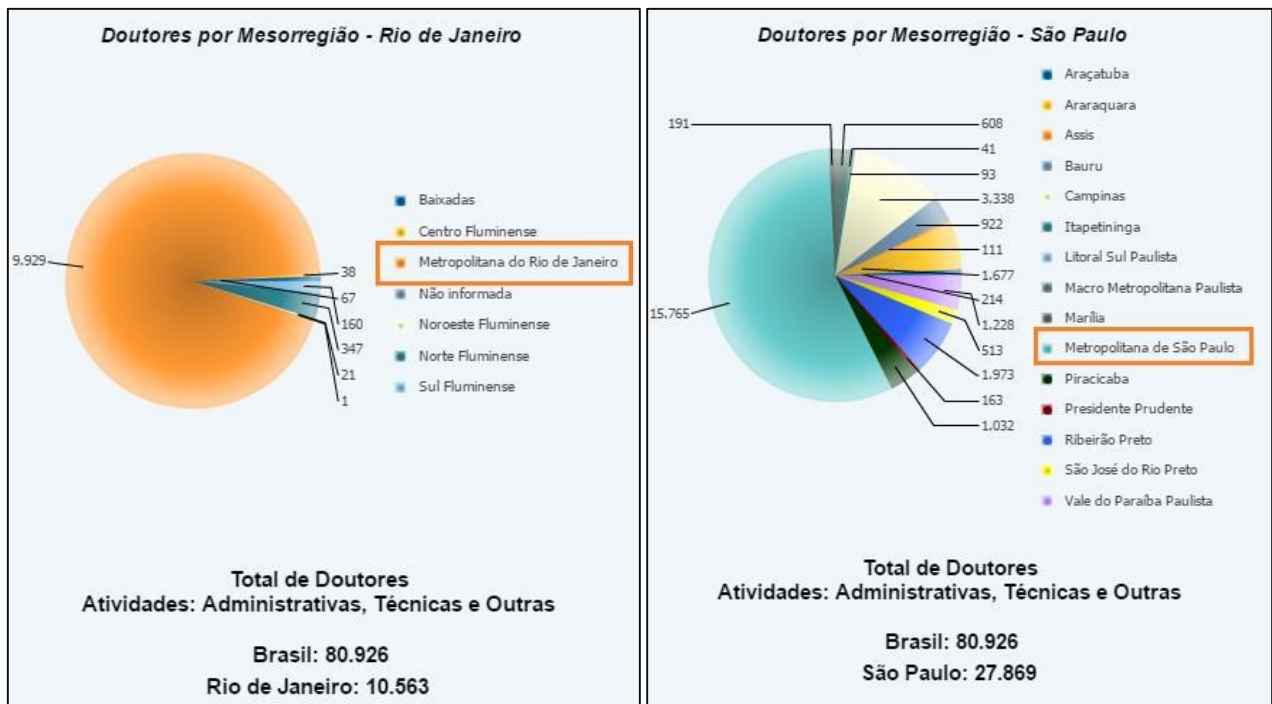 Doutores por Mesorregião - Rio de Janeiro
9.929
38
67
160
347
21
1
Baixadas
Centro Fluminense
Metropolitana do Rio de Janeiro
Não informada
Noroeste Fluminense
Norte Fluminense
Sul Fluminense
Total de Doutores
Atividades: Administrativas, Técnicas e Outras
Brasil: 80.926
Rio de Janeiro: 10.563
Doutores por Mesorregião - São Paulo
191
608
41
93
3.338
922
111
1.677
214
1.228
513
1.973
163
1.032
15.765
Araçatuba
Araraquara
Assis
Bauru
Campinas
Itapetininga
Litoral Sul Paulista
Macro Metropolitana Paulista
Marília
Metropolitana de São Paulo
Piracicaba
Presidente Prudente
Ribeirão Preto
São José do Rio Preto
Vale do Paraíba Paulista
Total de Doutores
Atividades: Administrativas, Técnicas e Outras
Brasil: 80.926
São Paulo: 27.869